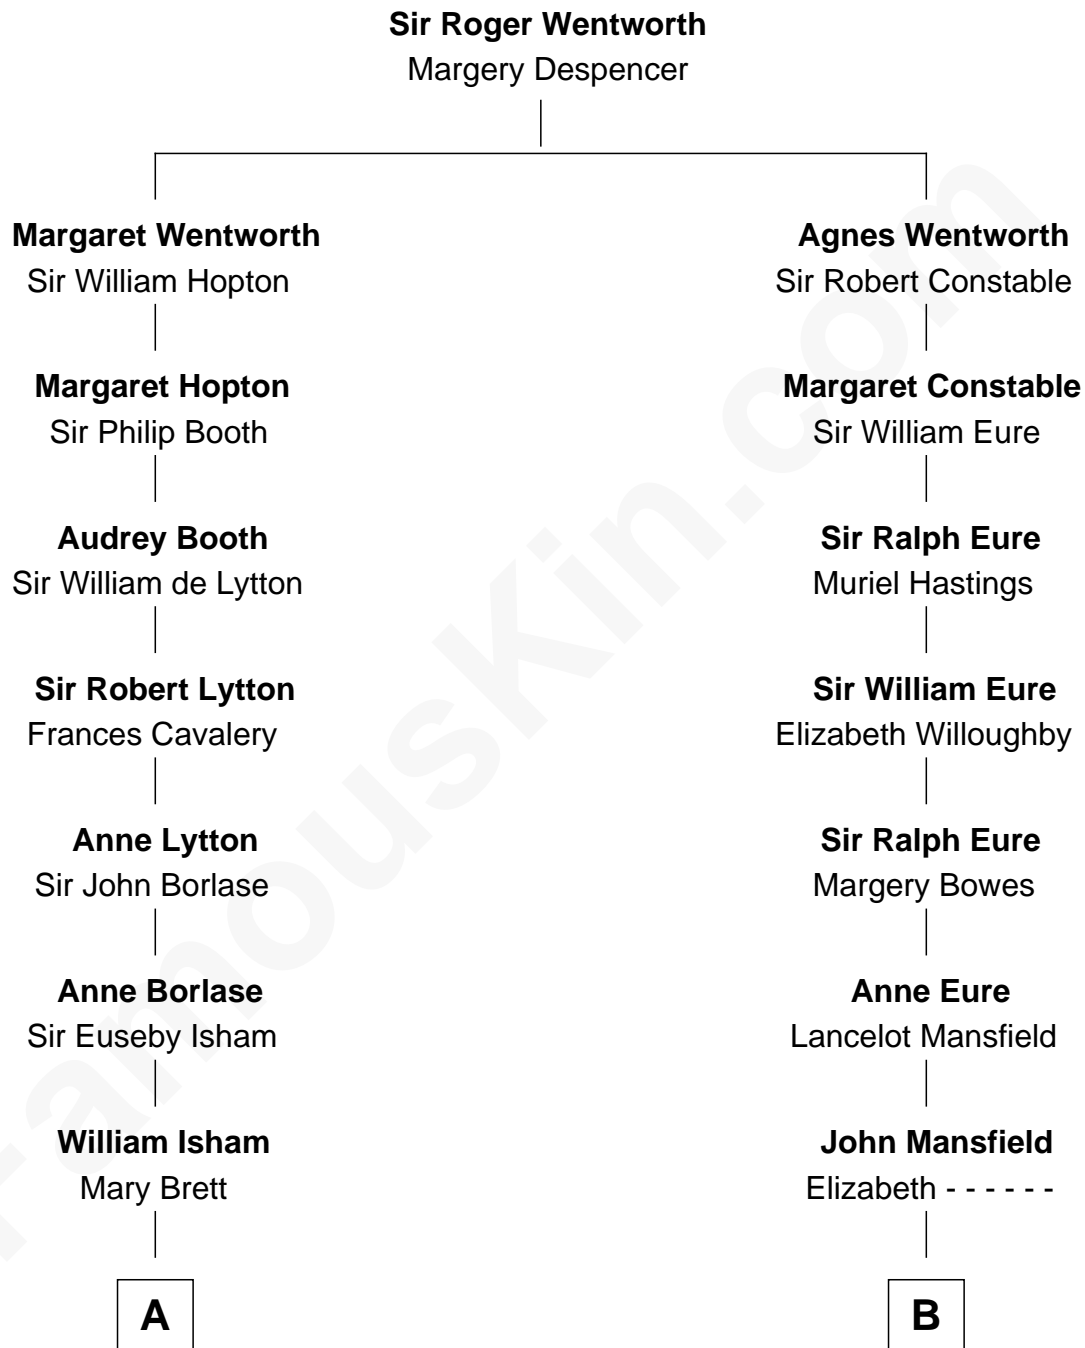 Sir Roger Wentworth
Margery Despencer
Margaret Wentworth
Sir William Hopton
Agnes Wentworth
Sir Robert Constable
Margaret Hopton
Sir Philip Booth
Margaret Constable
Sir William Eure
Audrey Booth
Sir William de Lytton
Sir Ralph Eure
Muriel Hastings
Sir Robert Lytton
Frances Cavalery
Sir William Eure
Elizabeth Willoughby
Anne Lytton
Sir John Borlase
Sir Ralph Eure
Margery Bowes
Anne Borlase
Sir Euseby Isham
Anne Eure
Lancelot Mansfield
William Isham
Mary Brett
John Mansfield
Elizabeth - - - - - -
A
B
FamousKin.com